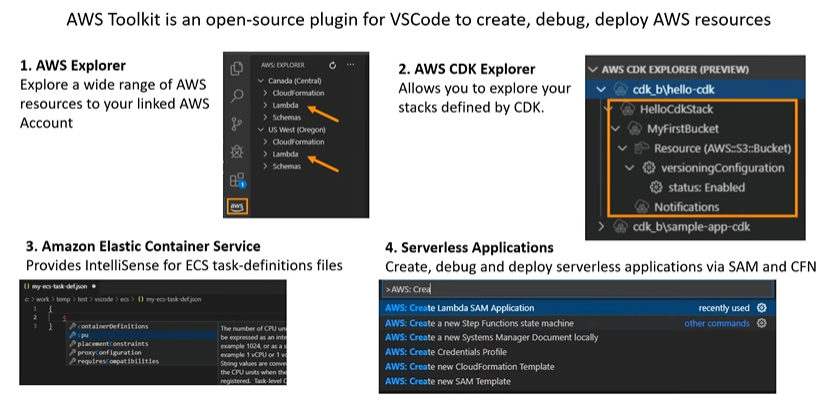 AWS Toolkit is an open-source plugin for VSCode to create, debug, deploy AWS resources
1. AWS Explorer
Explore a wide range of AWS
resources to your linked AWS
Account
AWS: EXPLORER
Canada (Central)
CloudFormation
Lambda
Schemas
US West (Oregon)
CloudFormation
Lambda
Schemas
1
aws
2. AWS CDK Explorer
Allows you to explore your
stacks defined by CDK.
AWS CDK EXPLORER (PREVIEW)
cdk_b\hello-cdk
HelloCdkStack
MyFirstBucket
Resource (AWS::S3::Bucket)
versioningConfiguration
status: Enabled
Notifications
cdk_b\sample-app-cdk
3. Amazon Elastic Container Service
Provides IntelliSense for ECS task-definitions files
{} my-ecs-task-def.json
c: > work > temp > test > vscode > ecs > {} my-ecs-task-def.json
1 {
2 c
3 }
containerDefinitions
cpu
placementConstraints
proxyConfiguration
requiresCompatibilities
The number of CPU un
be expressed as an inte
example 1024, or as a s
example 1 vCPU or 1 v
String values are conve
the CPU units when the
registered. Task-level C
4. Serverless Applications
Create, debug and deploy serverless applications via SAM and CFN
>AWS: Crea
AWS: Create Lambda SAM Application recently used
AWS: Create a new Step Functions state machine other commands
AWS: Create a new Systems Manager Document locally
AWS: Create Credentials Profile
AWS: Create new CloudFormation Template
AWS: Create new SAM Template